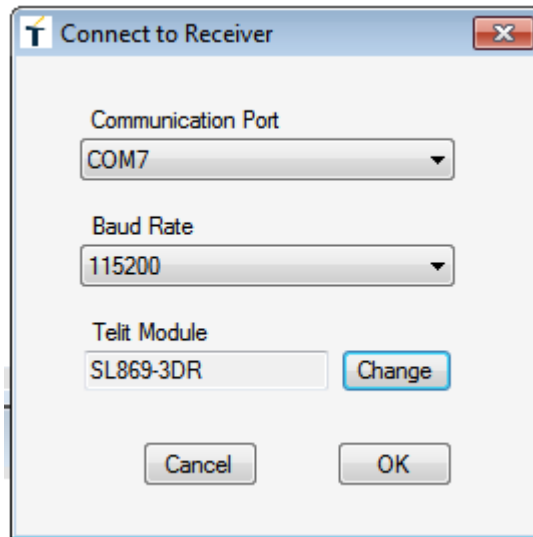 Connect to Receiver
Communication Port
COM7
Baud Rate
115200
Telit Module
SL869-3DR
Change
Cancel
OK